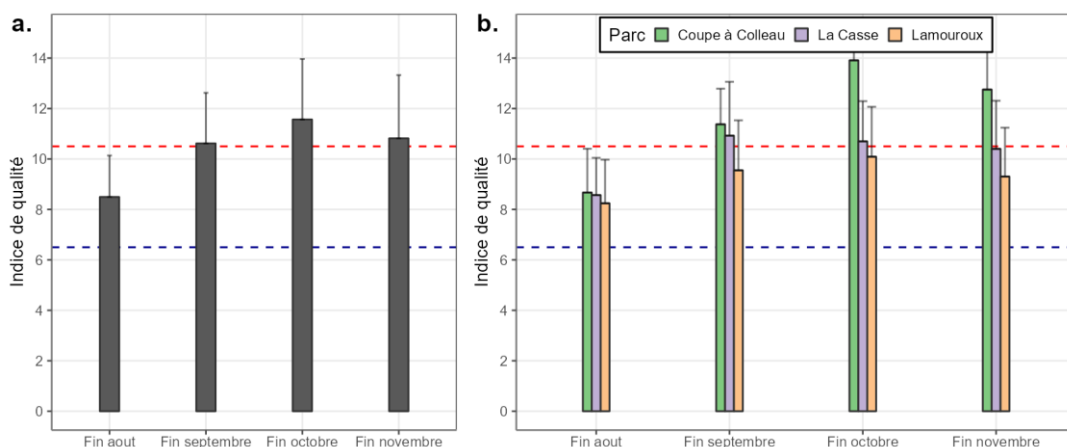 a.
Indice de qualité
14
12
10
8
6
4
2
0
Fin aout Fin septembre Fin octobre Fin novembre
b.
Parc Coupe à Colleau La Casse Lamouroux
Indice de qualité
14
12
10
8
6
4
2
0
Fin aout Fin septembre Fin octobre Fin novembre